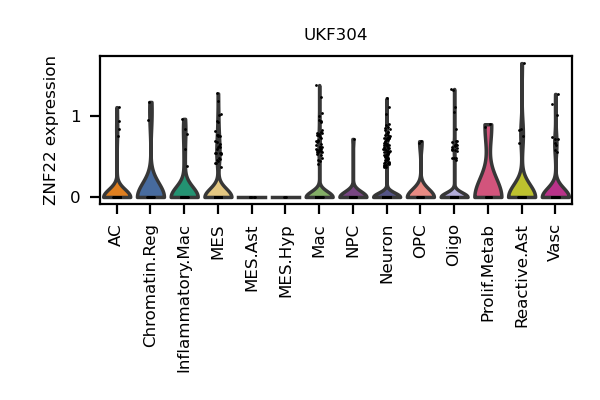 UKF304
ZNF22 expression
1
0
AC
Chromatin.Reg
Inflammatory.Mac
MES
MES.Ast
MES.Hyp
Mac
NPC
Neuron
OPC
Oligo
Prolif.Metab
Reactive.Ast
Vasc